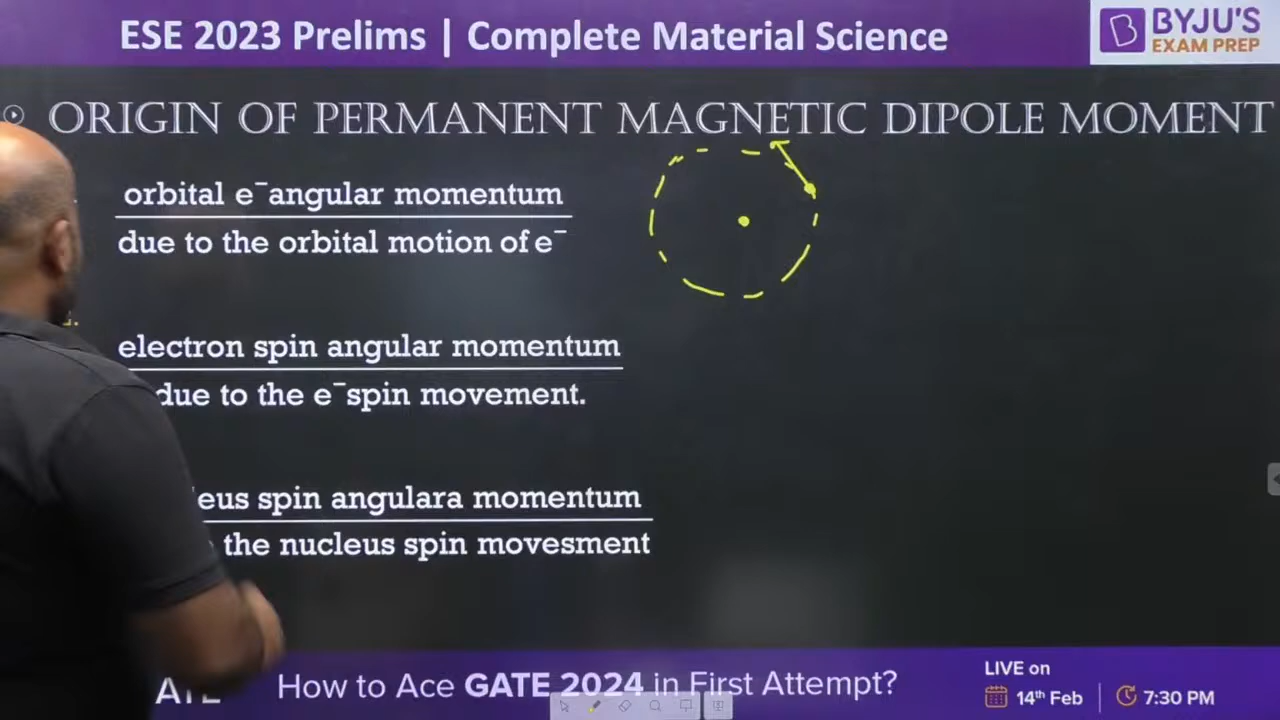 ESE 2023 Prelims | Complete Material Science
BYJU'S
EXAM PREP
ORIGIN OF PERMANENT MAGNETIC DIPOLE MOMENT
orbital e⁻angular momentum
due to the orbital motion of e⁻
electron spin angular momentum
due to the e⁻spin movement.
eus spin angulara momentum
the nucleus spin movesment
How to Ace GATE 2024 in First Attempt?
LIVE on
14th Feb
7:30 PM